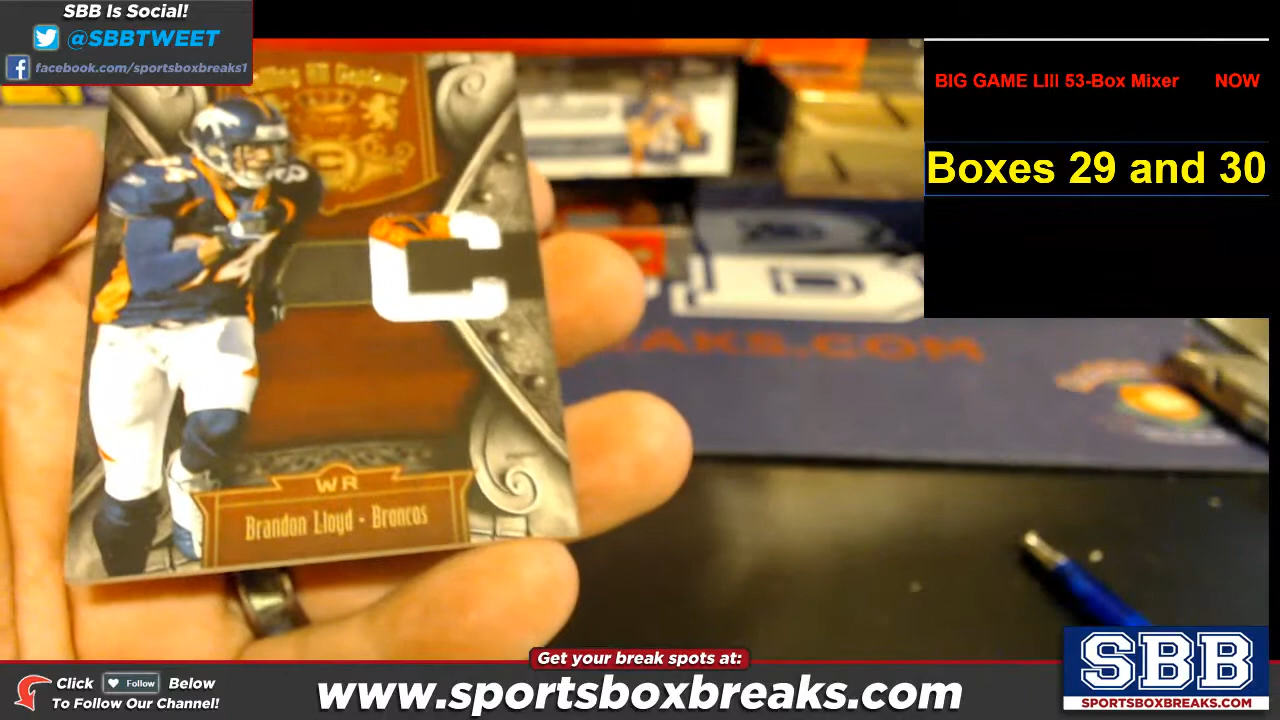 SBB Is Social!
@SBBTWEET
facebook.com/sportsboxbreaks1
BIG GAME LIII 53-Box Mixer NOW
Boxes 29 and 30
C
WR
Brandon Lloyd • Broncos
Get your break spots at:
Click Follow Below
To Follow Our Channel!
www.sportsboxbreaks.com
SBB
SPORTSBOXBREAKS.COM